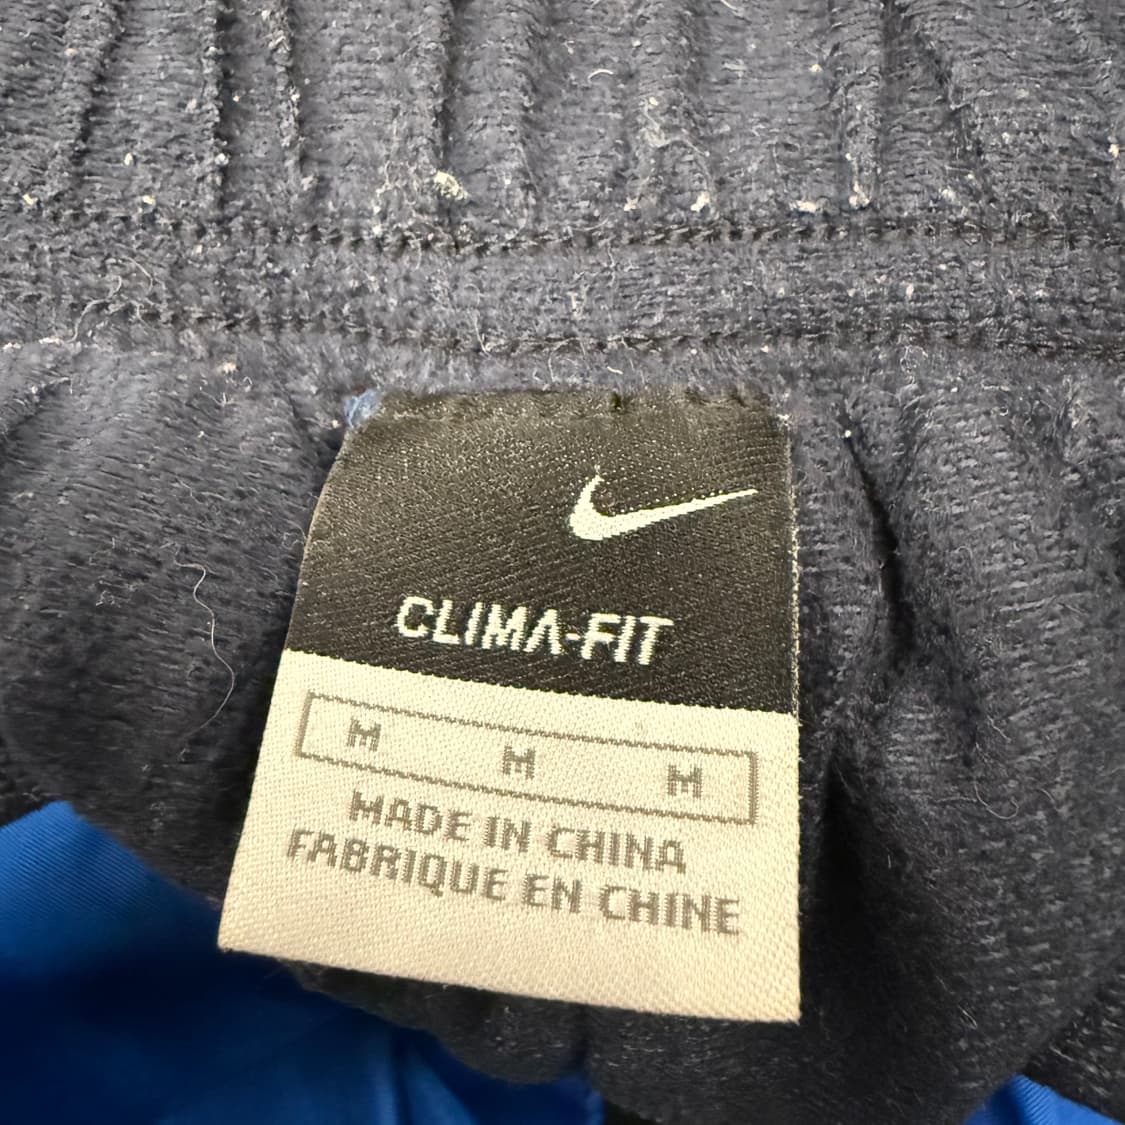 CLIMA-FIT
M M M
MADE IN CHINA
FABRIQUE EN CHINE